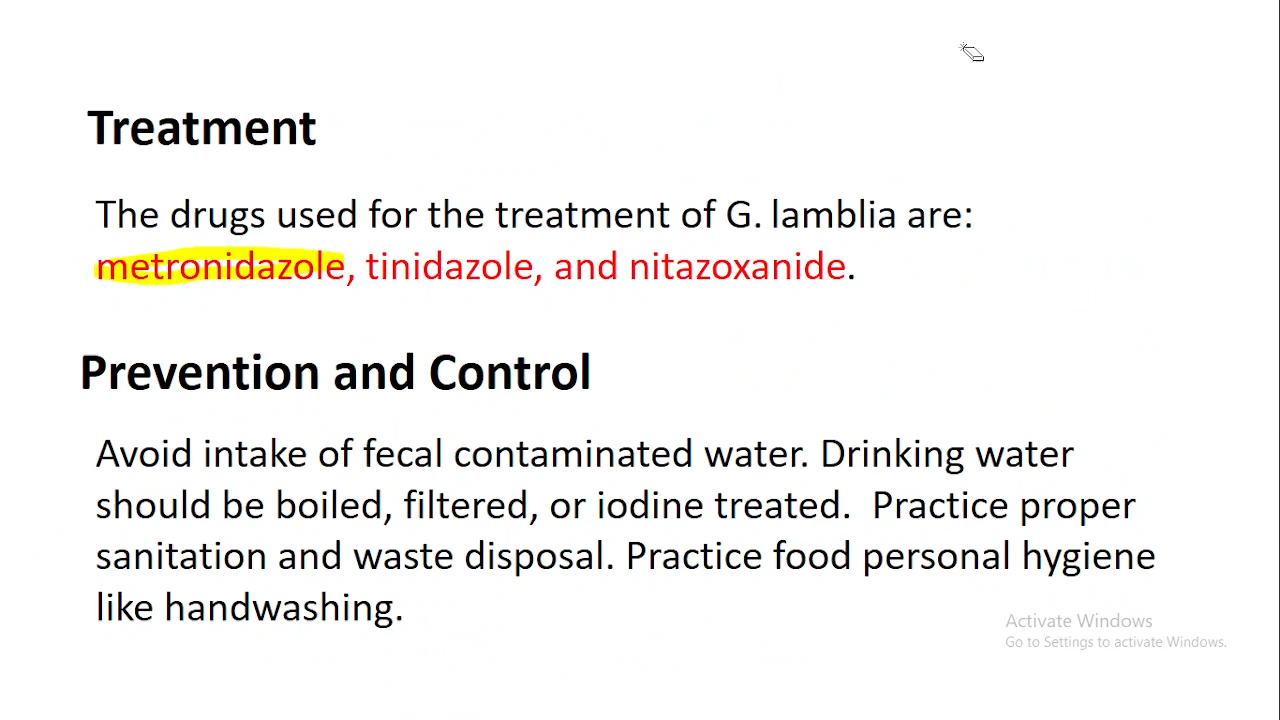 Treatment
The drugs used for the treatment of G. lamblia are:
metronidazole, tinidazole, and nitazoxanide.
Prevention and Control
Avoid intake of fecal contaminated water. Drinking water
should be boiled, filtered, or iodine treated.  Practice proper
sanitation and waste disposal. Practice food personal hygiene
like handwashing.
Activate Windows
Go to Settings to activate Windows.